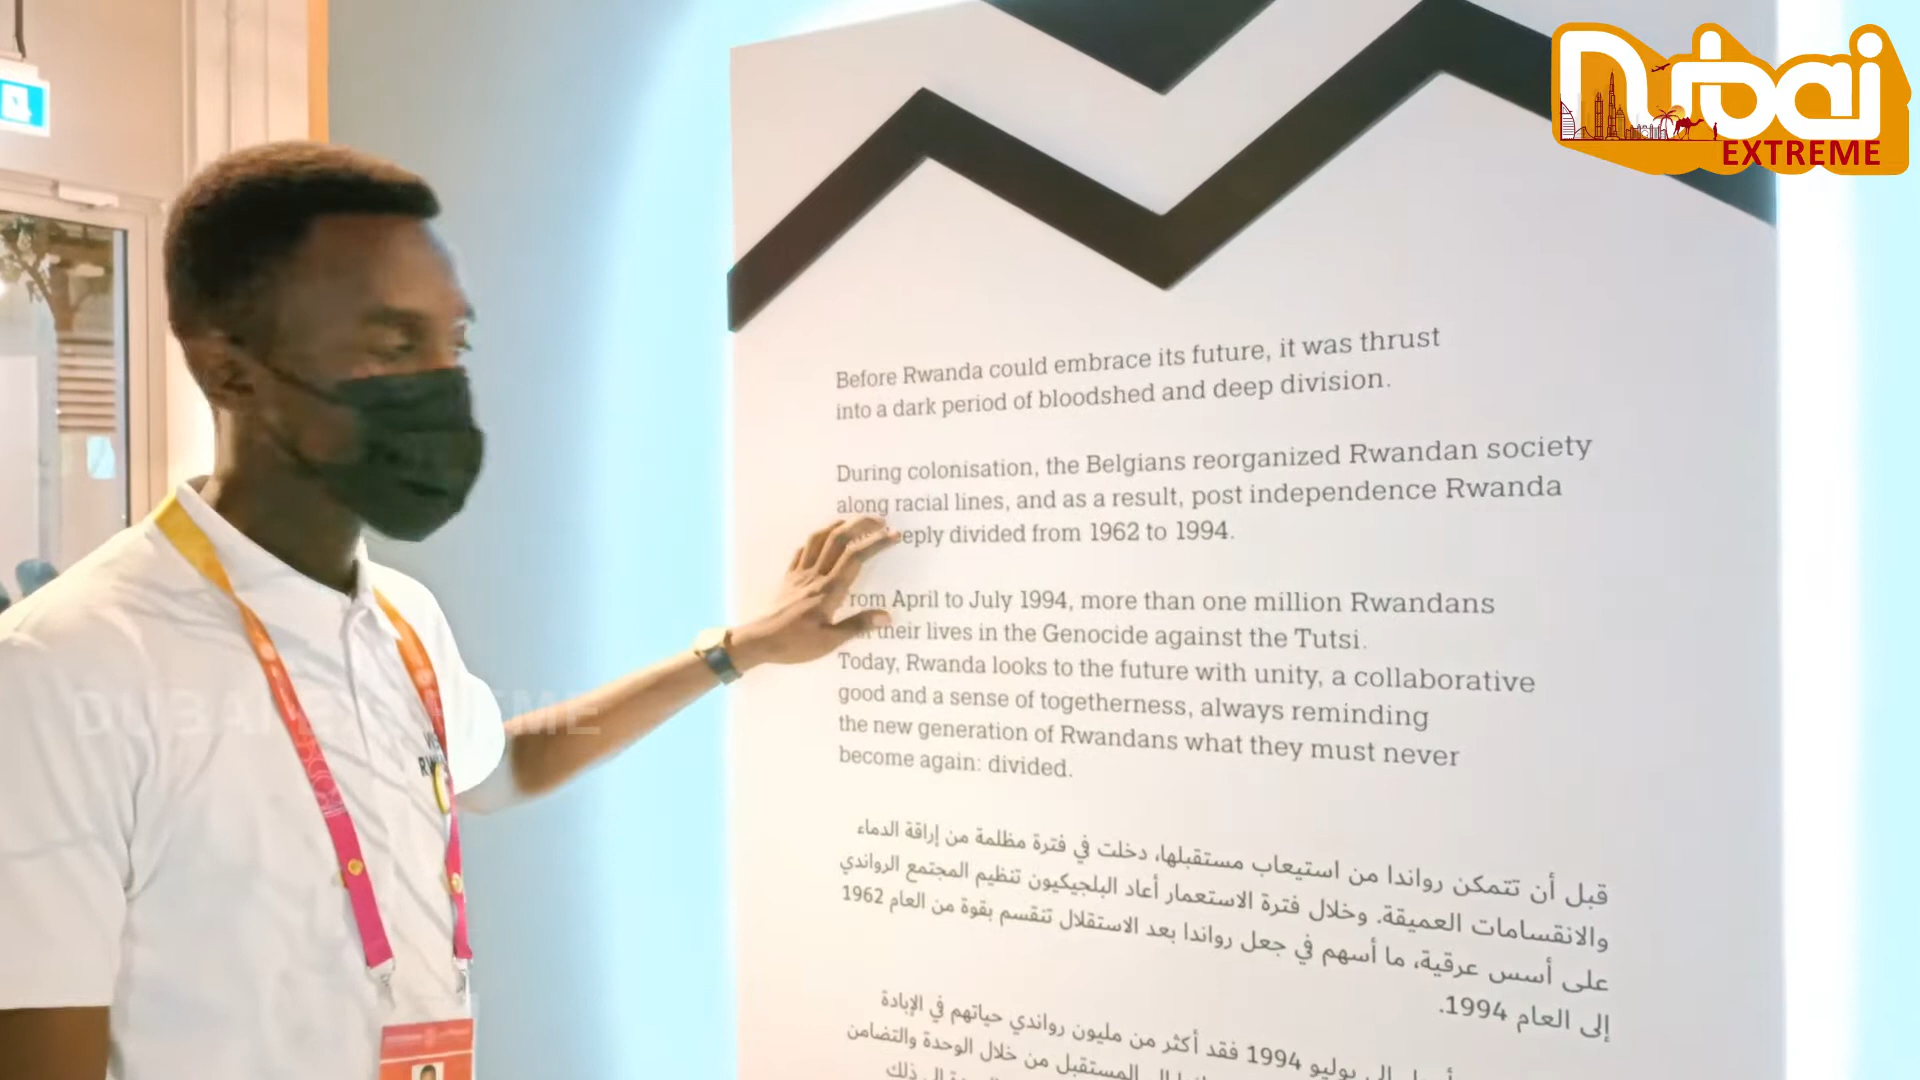 Dubai
EXTREME
Before Rwanda could embrace its future, it was thrust
into a dark period of bloodshed and deep division.
During colonisation, the Belgians reorganized Rwandan society
along racial lines, and as a result, post independence Rwanda
divided from 1962 to 1994.
April to July 1994, more than one million Rwandans
their lives in the Genocide against the Tutsi.
Today, Rwanda looks to the future with unity, a collaborative
good and a sense of togetherness, always reminding
the new generation of Rwandans what they must never
become again: divided.
قبل أن تتمكن رواندا من استيعاب مستقبلها، دخلت في فترة مظلمة من إراقة الدماء
والانقسامات العميقة. وخلال فترة الاستعمار أعاد البلجيكيون تنظيم المجتمع الرواندي
على أسس عرقية، ما أسهم في جعل رواندا بعد الاستقلال تنقسم بقوة من العام 1962
إلى العام 1994.
إلى يوليو 1994 فقد أكثر من مليون رواندي حياتهم في الإبادة
المستقبل من خلال الوحدة والتضامن
ذلك
DUBAI EXTREME